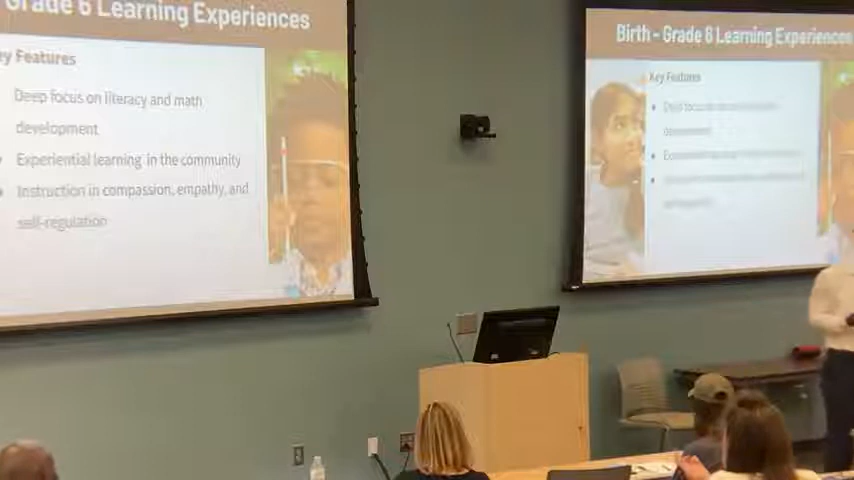 Grade 6 Learning Experiences
Key Features
Deep focus on literacy and math
development
Experiential learning in the community
Instruction in compassion, empathy, and
self-regulation
Birth - Grade 6 Learning Experiences
Key Features